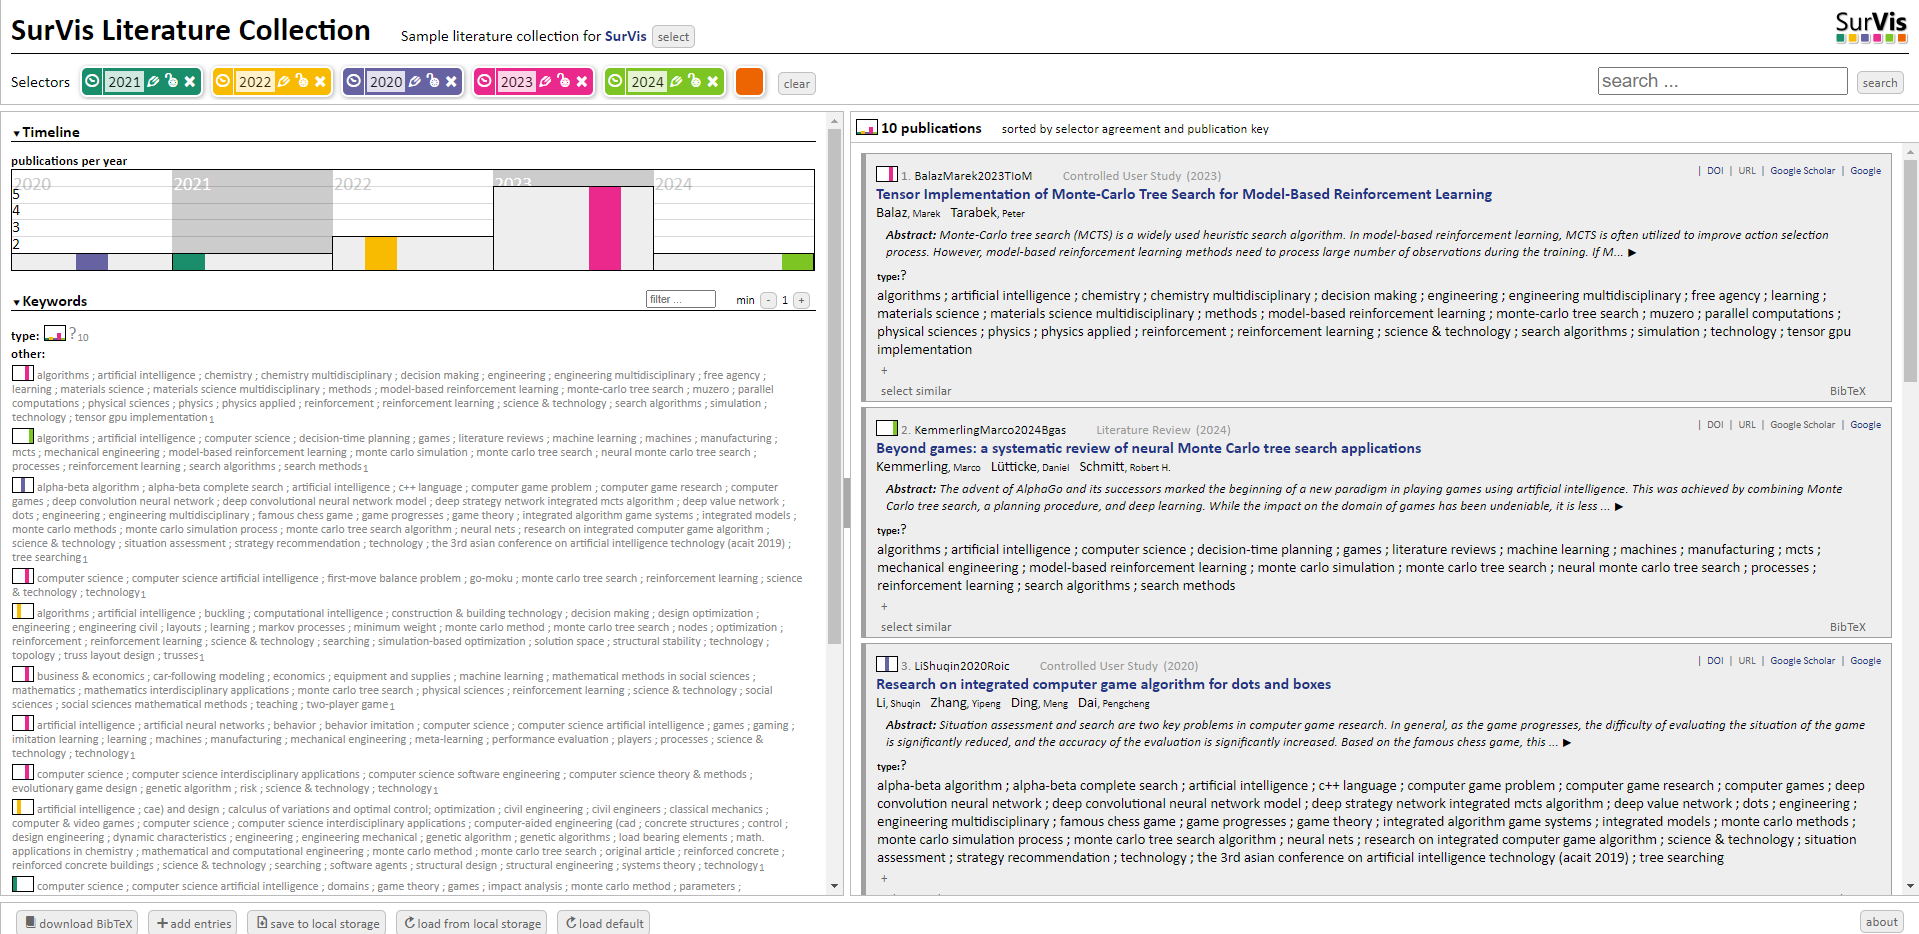 SurVis Literature Collection
Sample literature collection for SurVis
select
SurVis
Selectors
2021
2022
2020
2023
2024
clear
search ...
search
Timeline
publications per year
2020 2021 2022 2023 2024
5
4
3
2
Keywords
filter ...
min - 1 +
type: ?10
other:
algorithms ; artificial intelligence ; chemistry ; chemistry multidisciplinary ; decision making ; engineering ; engineering multidisciplinary ; free agency ;
learning ; materials science ; materials science multidisciplinary ; methods ; model-based reinforcement learning ; monte-carlo tree search ; muzero ; parallel
computations ; physical sciences ; physics ; physics applied ; reinforcement ; reinforcement learning ; science & technology ; search algorithms ; simulation ;
technology ; tensor gpu implementation1
algorithms ; artificial intelligence ; computer science ; decision-time planning ; games ; literature reviews ; machine learning ; machines ; manufacturing ;
mcts ; mechanical engineering ; model-based reinforcement learning ; monte carlo simulation ; monte carlo tree search ; neural monte carlo tree search ;
processes ; reinforcement learning ; search algorithms ; search methods1
alpha-beta algorithm ; alpha-beta complete search ; artificial intelligence ; c++ language ; computer game problem ; computer game research ; computer
games ; deep convolution neural network ; deep convolutional neural network model ; deep strategy network integrated mcts algorithm ; deep value network ;
dots ; engineering ; engineering multidisciplinary ; famous chess game ; game progresses ; game theory ; integrated algorithm game systems ; integrated models ;
monte carlo methods ; monte carlo simulation process ; monte carlo tree search algorithm ; neural nets ; research on integrated computer game algorithm ;
science & technology ; situation assessment ; strategy recommendation ; technology ; the 3rd asian conference on artificial intelligence technology (acait 2019) ;
tree searching1
computer science ; computer science artificial intelligence ; first-move balance problem ; go-moku ; monte carlo tree search ; reinforcement learning ; science
& technology ; technology1
algorithms ; artificial intelligence ; buckling ; computational intelligence ; construction & building technology ; decision making ; design optimization ;
engineering ; engineering civil ; layouts ; learning ; markov processes ; minimum weight ; monte carlo method ; monte carlo tree search ; nodes ; optimization ;
reinforcement ; reinforcement learning ; science & technology ; searching ; simulation-based optimization ; solution space ; structural stability ; technology ;
topology ; truss layout design ; trusses1
business & economics ; car-following modeling ; economics ; equipment and supplies ; machine learning ; mathematical methods in social sciences ;
mathematics ; mathematics interdisciplinary applications ; monte carlo tree search ; physical sciences ; reinforcement learning ; science & technology ; social
sciences ; social sciences mathematical methods ; teaching ; two-player game1
artificial intelligence ; artificial neural networks ; behavior ; behavior imitation ; computer science ; computer science artificial intelligence ; games ; gaming ;
imitation learning ; learning ; machines ; manufacturing ; mechanical engineering ; meta-learning ; performance evaluation ; players ; processes ; science &
technology ; technology1
computer science ; computer science interdisciplinary applications ; computer science software engineering ; computer science theory & methods ;
evolutionary game design ; genetic algorithm ; risk ; science & technology ; technology1
artificial intelligence ; cae) and design ; calculus of variations and optimal control; optimization ; civil engineering ; civil engineers ; classical mechanics ;
computer & video games ; computer science ; computer science interdisciplinary applications ; computer-aided engineering (cad ; concrete structures ; control ;
design engineering ; dynamic characteristics ; engineering ; engineering mechanical ; genetic algorithm ; genetic algorithms ; load bearing elements ; math.
applications in chemistry ; mathematical and computational engineering ; monte carlo method ; monte carlo tree search ; original article ; reinforced concrete ;
reinforced concrete buildings ; science & technology ; searching ; software agents ; structural design ; structural engineering ; systems theory ; technology1
computer science ; computer science artificial intelligence ; domains ; game theory ; games ; impact analysis ; monte carlo method ; parameters ;
10 publications sorted by selector agreement and publication key
1. BalazMarek2023TIoM Controlled User Study (2023) | DOI | URL | Google Scholar | Google
Tensor Implementation of Monte-Carlo Tree Search for Model-Based Reinforcement Learning
Balaz, Marek Tarabek, Peter
Abstract: Monte-Carlo tree search (MCTS) is a widely used heuristic search algorithm. In model-based reinforcement learning, MCTS is often utilized to improve action selection
process. However, model-based reinforcement learning methods need to process large number of observations during the training. If M... ▶
type:?
algorithms ; artificial intelligence ; chemistry ; chemistry multidisciplinary ; decision making ; engineering ; engineering multidisciplinary ; free agency ; learning ;
materials science ; materials science multidisciplinary ; methods ; model-based reinforcement learning ; monte-carlo tree search ; muzero ; parallel computations ;
physical sciences ; physics ; physics applied ; reinforcement ; reinforcement learning ; science & technology ; search algorithms ; simulation ; technology ; tensor gpu
implementation
+
select similar BibTeX
2. KemmerlingMarco2024Bgas Literature Review (2024) | DOI | URL | Google Scholar | Google
Beyond games: a systematic review of neural Monte Carlo tree search applications
Kemmerling, Marco Lütticke, Daniel Schmitt, Robert H.
Abstract: The advent of AlphaGo and its successors marked the beginning of a new paradigm in playing games using artificial intelligence. This was achieved by combining Monte
Carlo tree search, a planning procedure, and deep learning. While the impact on the domain of games has been undeniable, it is less ... ▶
type:?
algorithms ; artificial intelligence ; computer science ; decision-time planning ; games ; literature reviews ; machine learning ; machines ; manufacturing ; mcts ;
mechanical engineering ; model-based reinforcement learning ; monte carlo simulation ; monte carlo tree search ; neural monte carlo tree search ; processes ;
reinforcement learning ; search algorithms ; search methods
+
select similar BibTeX
3. LiShuqin2020Roic Controlled User Study (2020) | DOI | URL | Google Scholar | Google
Research on integrated computer game algorithm for dots and boxes
Li, Shuqin Zhang, Yipeng Ding, Meng Dai, Pengcheng
Abstract: Situation assessment and search are two key problems in computer game research. In general, as the game progresses, the difficulty of evaluating the situation of the game
is significantly reduced, and the accuracy of the evaluation is significantly increased. Based on the famous chess game, this ... ▶
type:?
alpha-beta algorithm ; alpha-beta complete search ; artificial intelligence ; c++ language ; computer game problem ; computer game research ; computer games ; deep
convolution neural network ; deep convolutional neural network model ; deep strategy network integrated mcts algorithm ; deep value network ; dots ; engineering ;
engineering multidisciplinary ; famous chess game ; game progresses ; game theory ; integrated algorithm game systems ; integrated models ; monte carlo methods ;
monte carlo simulation process ; monte carlo tree search algorithm ; neural nets ; research on integrated computer game algorithm ; science & technology ; situation
assessment ; strategy recommendation ; technology ; the 3rd asian conference on artificial intelligence technology (acait 2019) ; tree searching
+
download BibTeX
add entries
save to local storage
load from local storage
load default
about